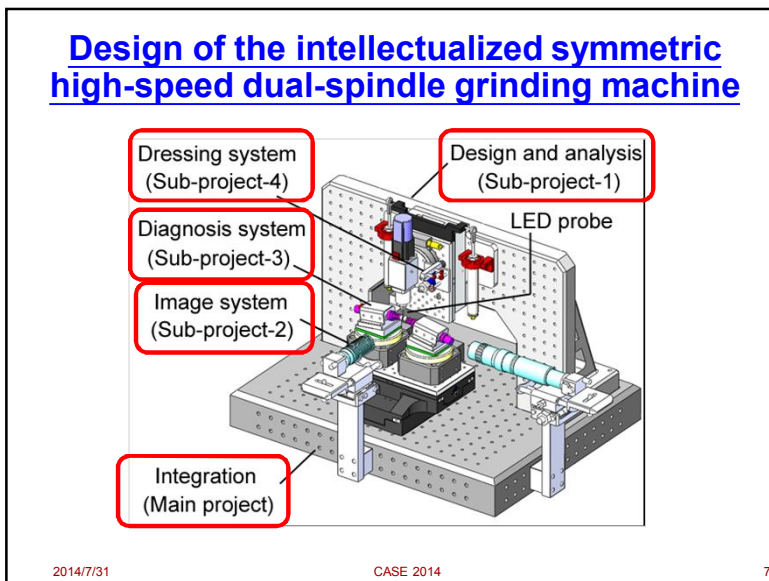 Design of the intellectualized symmetric
high-speed dual-spindle grinding machine
Dressing system
(Sub-project-4)
Design and analysis
(Sub-project-1)
LED probe
Diagnosis system
(Sub-project-3)
Image system
(Sub-project-2)
Integration
(Main project)
2014/7/31
CASE 2014
7